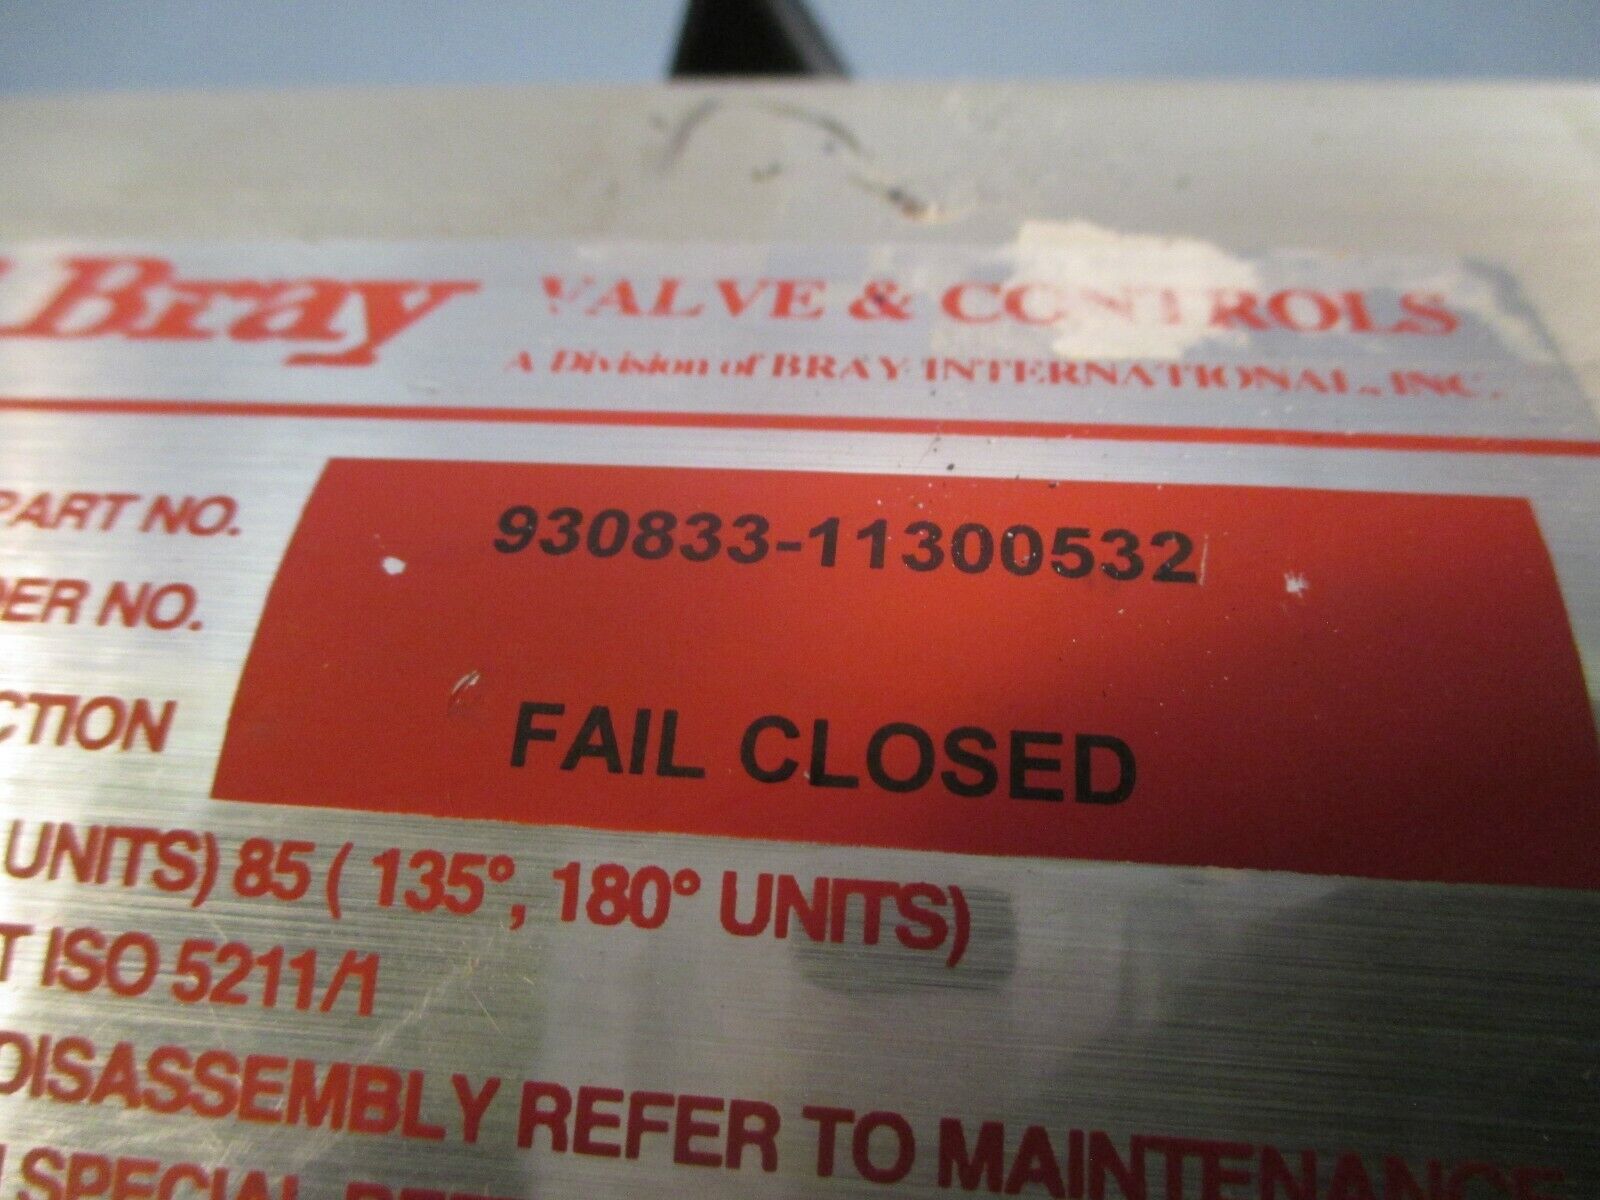 Bray VALVE & CONTROLS
A Division of BRAY INTERNATIONAL, INC.
PART NO. 930833-11300532
DER NO.
CTION FAIL CLOSED
UNITS) 85 ( 135°, 180° UNITS)
T ISO 5211/1
DISASSEMBLY REFER TO MAINTENANCE
SPECIAL